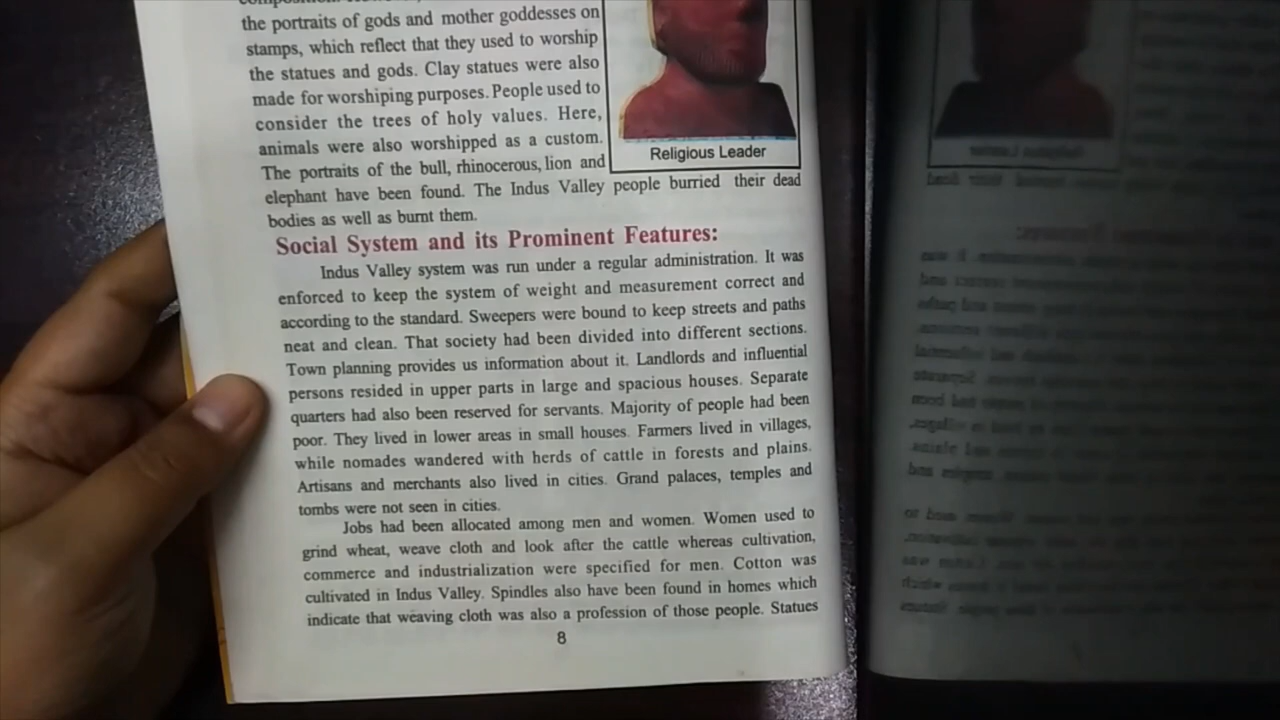 the portraits of gods and mother goddesses on
stamps, which reflect that they used to worship
the statues and gods. Clay statues were also
made for worshiping purposes. People used to
consider the trees of holy values. Here,
animals were also worshipped as a custom.
The portraits of the bull, rhinocerous, lion and
elephant have been found. The Indus Valley people burried their dead
bodies as well as burnt them.
Religious Leader
Social System and its Prominent Features:
Indus Valley system was run under a regular administration. It was
enforced to keep the system of weight and measurement correct and
according to the standard. Sweepers were bound to keep streets and paths
neat and clean. That society had been divided into different sections.
Town planning provides us information about it. Landlords and influential
persons resided in upper parts in large and spacious houses. Separate
quarters had also been reserved for servants. Majority of people had been
poor. They lived in lower areas in small houses. Farmers lived in villages,
while nomades wandered with herds of cattle in forests and plains.
Artisans and merchants also lived in cities. Grand palaces, temples and
tombs were not seen in cities.
Jobs had been allocated among men and women. Women used to
grind wheat, weave cloth and look after the cattle whereas cultivation,
commerce and industrialization were specified for men. Cotton was
cultivated in Indus Valley. Spindles also have been found in homes which
indicate that weaving cloth was also a profession of those people. Statues
8